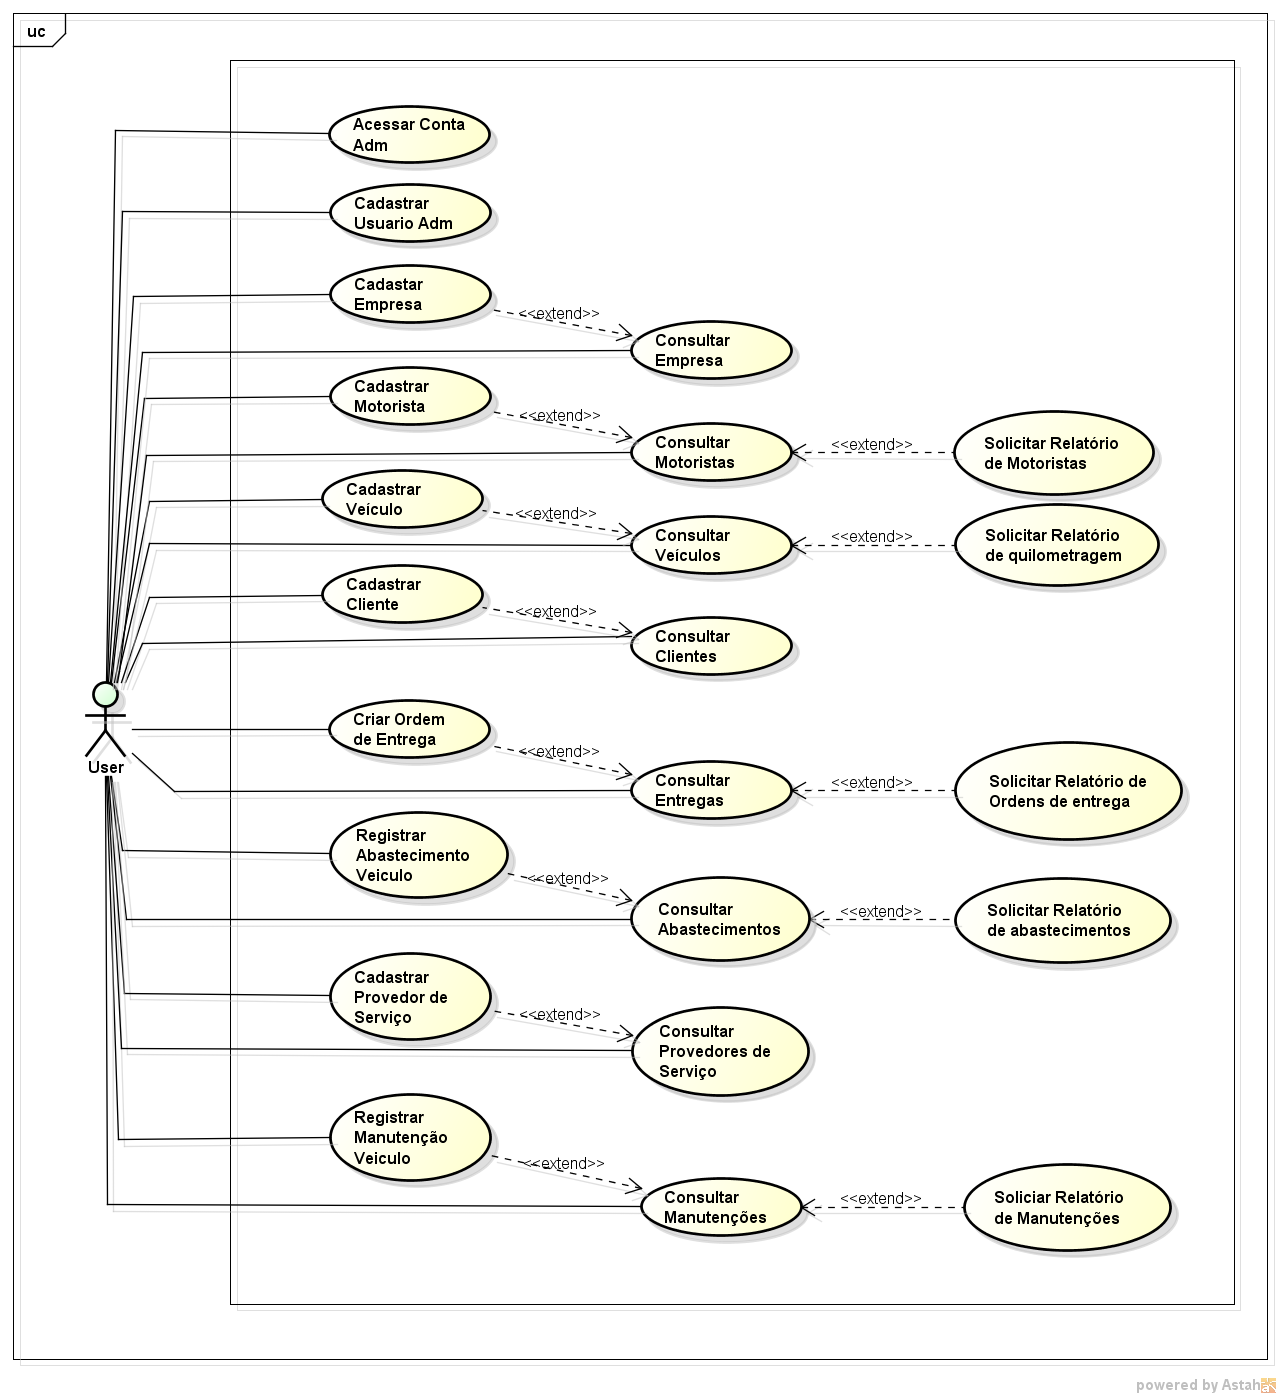 uc
Acessar Conta
Adm
Cadastrar
Usuario Adm
Cadastar
Empresa
<<extend>>
Consultar
Empresa
Cadastrar
Motorista
<<extend>>
Consultar
Motoristas
<<extend>>
Solicitar Relatório
de Motoristas
Cadastrar
Veículo
<<extend>>
Consultar
Veículos
<<extend>>
Solicitar Relatório
de quilometragem
Cadastrar
Cliente
<<extend>>
Consultar
Clientes
User
Criar Ordem
de Entrega
<<extend>>
Consultar
Entregas
<<extend>>
Solicitar Relatório de
Ordens de entrega
Registrar
Abastecimento
Veiculo
<<extend>>
Consultar
Abastecimentos
<<extend>>
Solicitar Relatório
de abastecimentos
Cadastrar
Provedor de
Serviço
<<extend>>
Consultar
Provedores de
Serviço
Registrar
Manutenção
Veiculo
<<extend>>
Consultar
Manutenções
<<extend>>
Soliciar Relatório
de Manutenções
powered by Astah